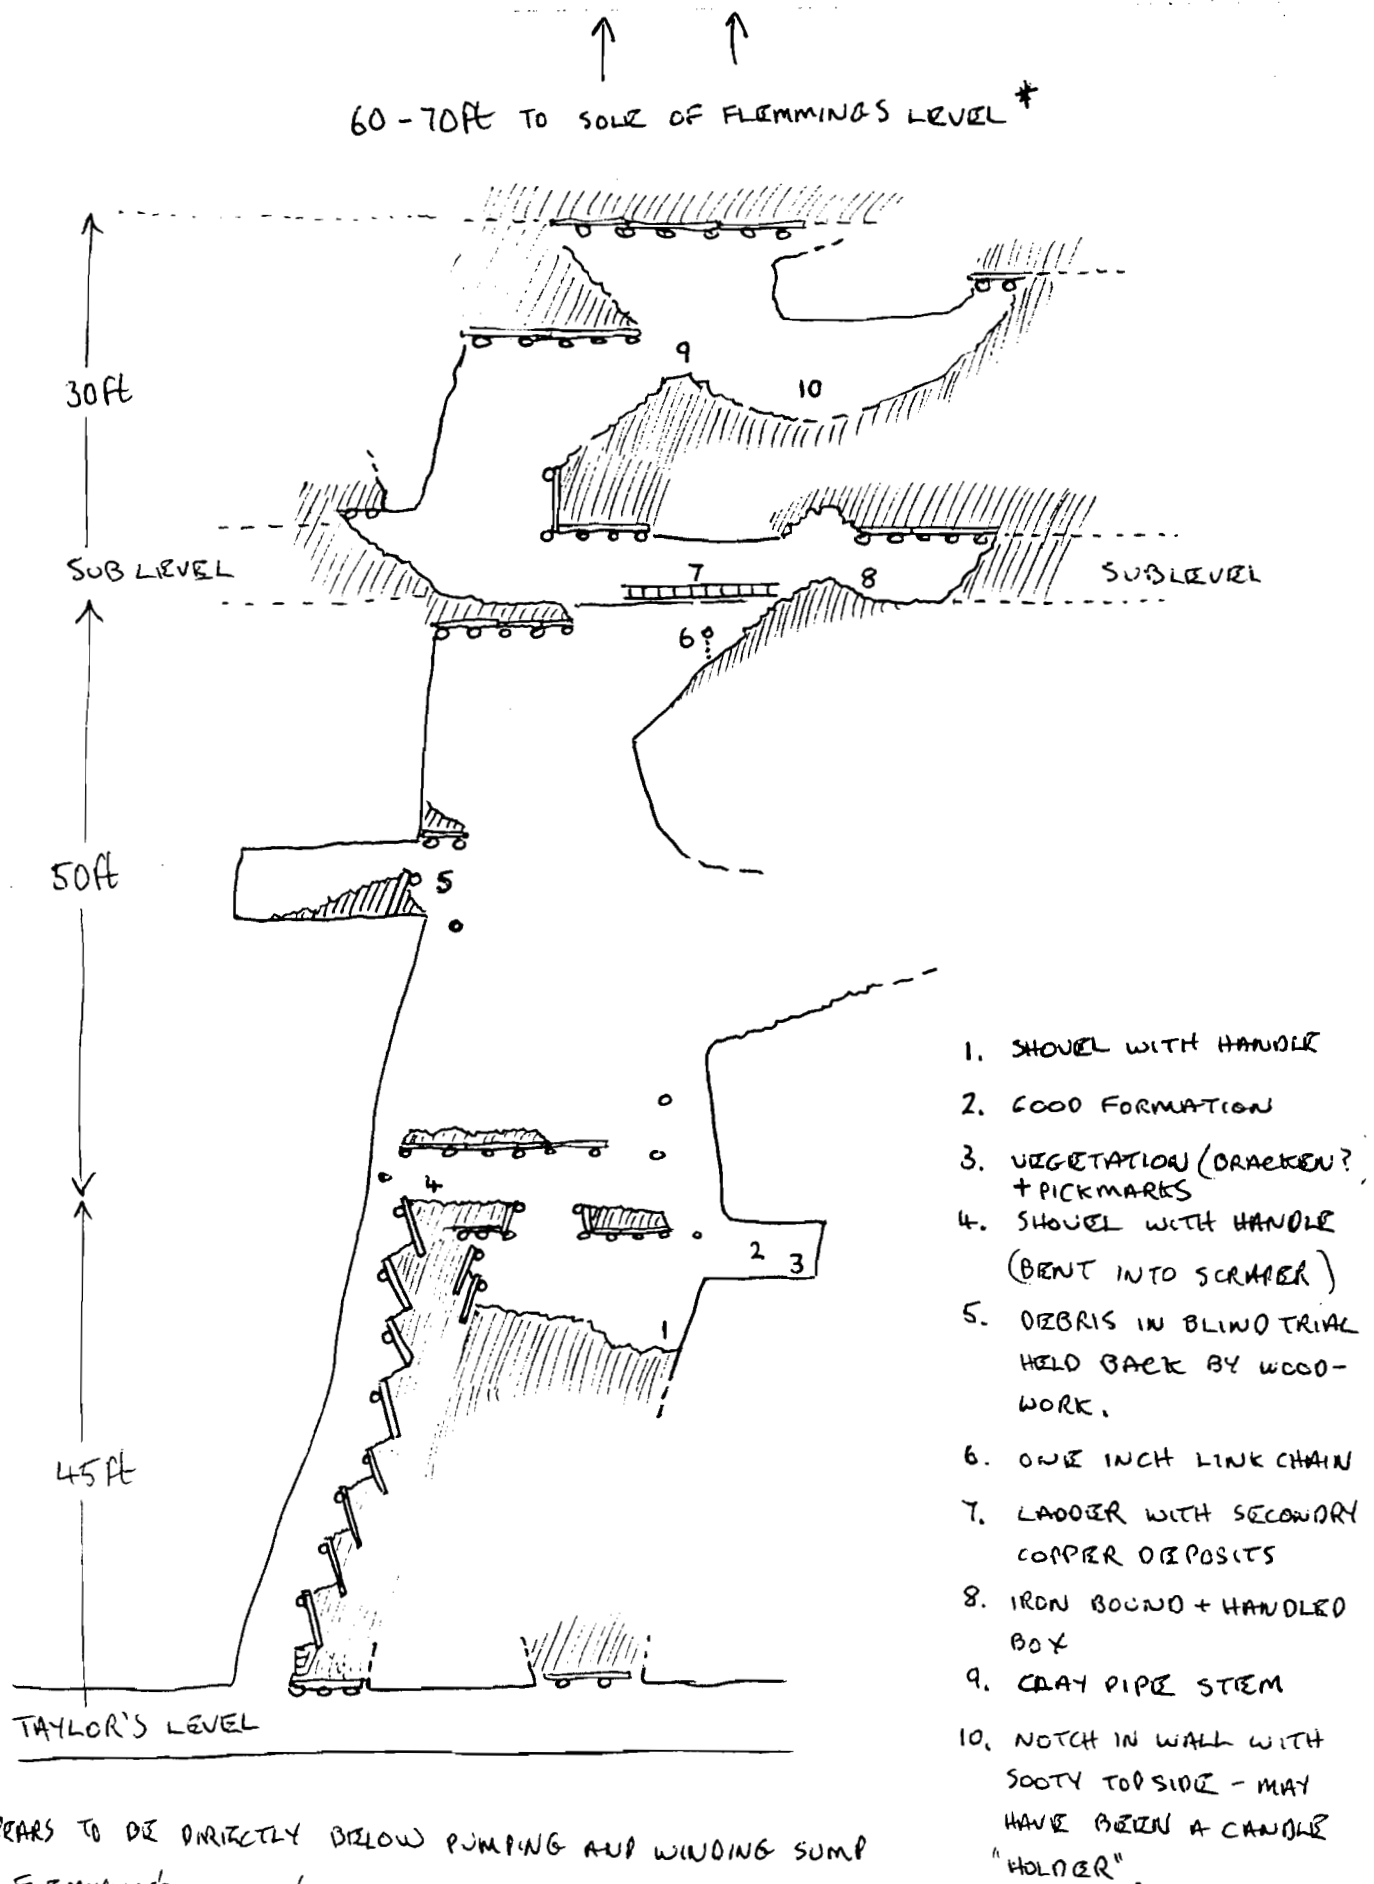 60-70ft TO SOLE OF FLEMMINGS LEVEL *
30ft
9
10
SUB LEVEL
7
8
SUBLEVEL
6
50ft
5
4
2
3
1
45ft
TAYLOR'S LEVEL
1. SHOVEL WITH HANDLE
2. GOOD FORMATION
3. VEGETATION (BRACKEN?
+ PICKMARKS
4. SHOVEL WITH HANDLE
(BENT INTO SCRAPER)
5. DEBRIS IN BLIND TRIAL
HELD BACK BY WOOD-
WORK.
6. ONE INCH LINK CHAIN
7. LADDER WITH SECONDRY
COPPER DEPOSITS
8. IRON BOUND + HANDLED
BOX
9. CLAY PIPE STEM
10. NOTCH IN WALL WITH
SOOTY TOPSIDE - MAY
HAVE BEEN A CANDLE
"HOLDER".
PEARS TO BE DIRECTLY BELOW PUMPING AND WINDING SUMP